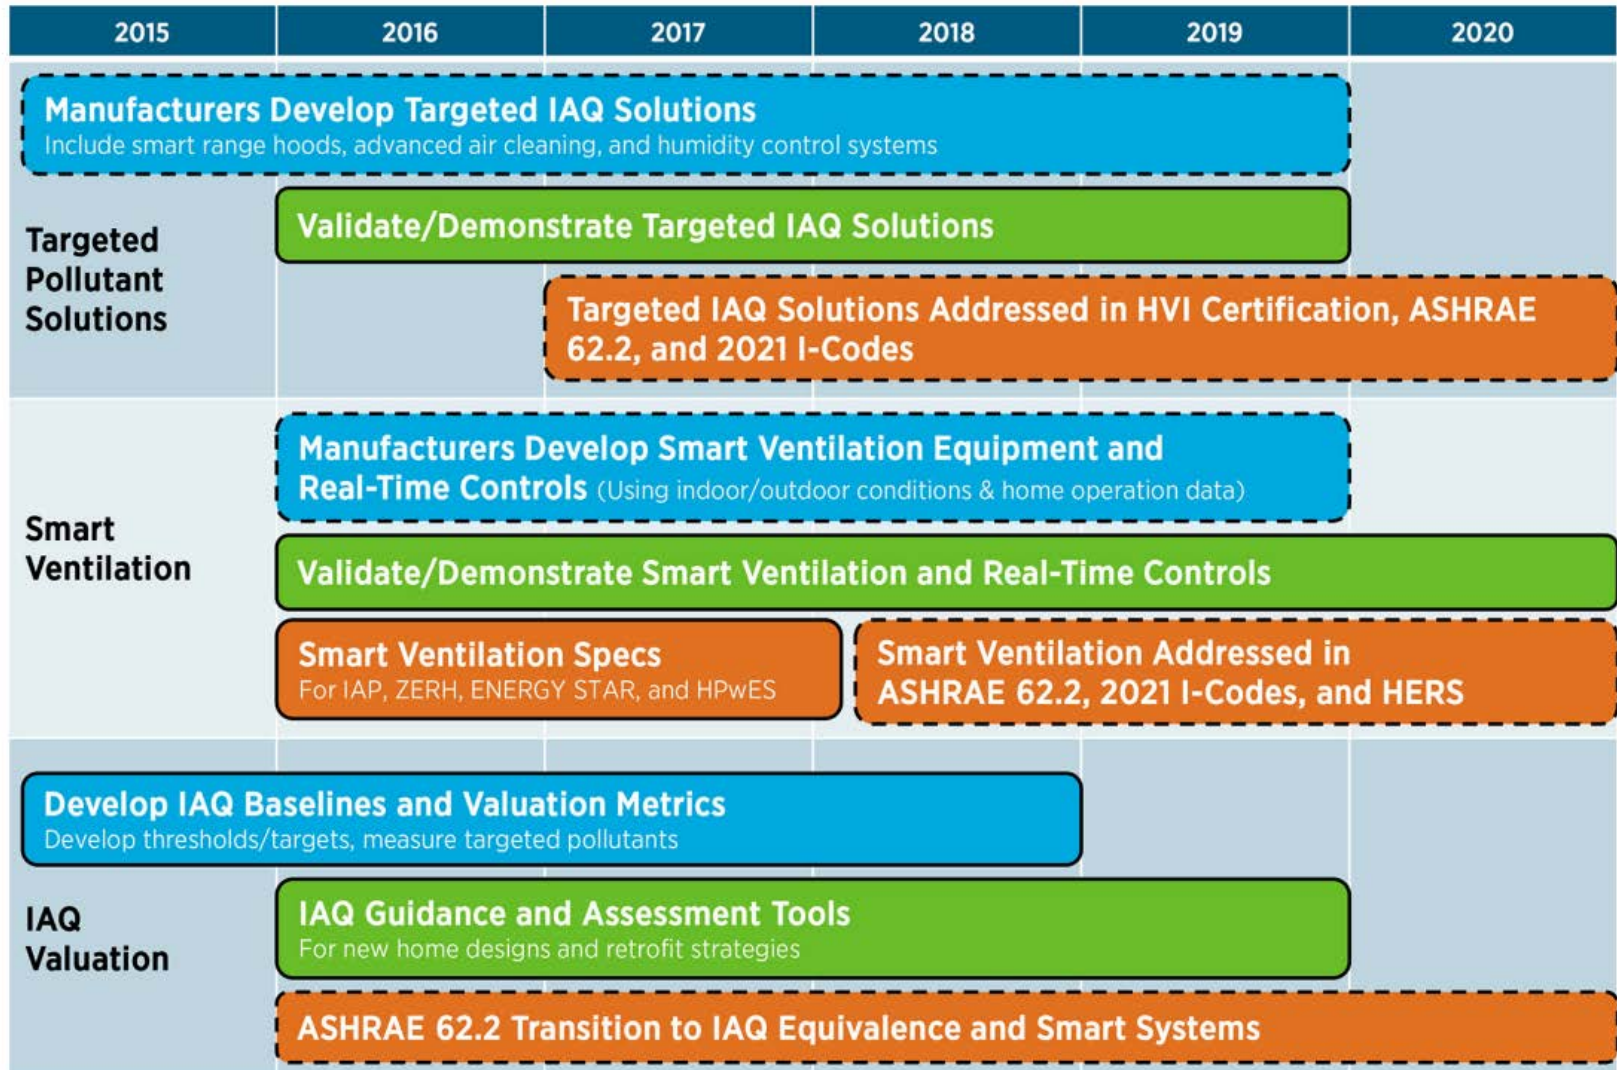 2015 2016 2017 2018 2019 2020
Manufacturers Develop Targeted IAQ Solutions
Include smart range hoods, advanced air cleaning, and humidity control systems
Targeted
Pollutant
Solutions
Validate/Demonstrate Targeted IAQ Solutions
Targeted IAQ Solutions Addressed in HVI Certification, ASHRAE
62.2, and 2021 I-Codes
Smart
Ventilation
Manufacturers Develop Smart Ventilation Equipment and
Real-Time Controls (Using indoor/outdoor conditions & home operation data)
Validate/Demonstrate Smart Ventilation and Real-Time Controls
Smart Ventilation Specs
For IAP, ZERH, ENERGY STAR, and HPwES
Smart Ventilation Addressed in
ASHRAE 62.2, 2021 I-Codes, and HERS
Develop IAQ Baselines and Valuation Metrics
Develop thresholds/targets, measure targeted pollutants
IAQ
Valuation
IAQ Guidance and Assessment Tools
For new home designs and retrofit strategies
ASHRAE 62.2 Transition to IAQ Equivalence and Smart Systems